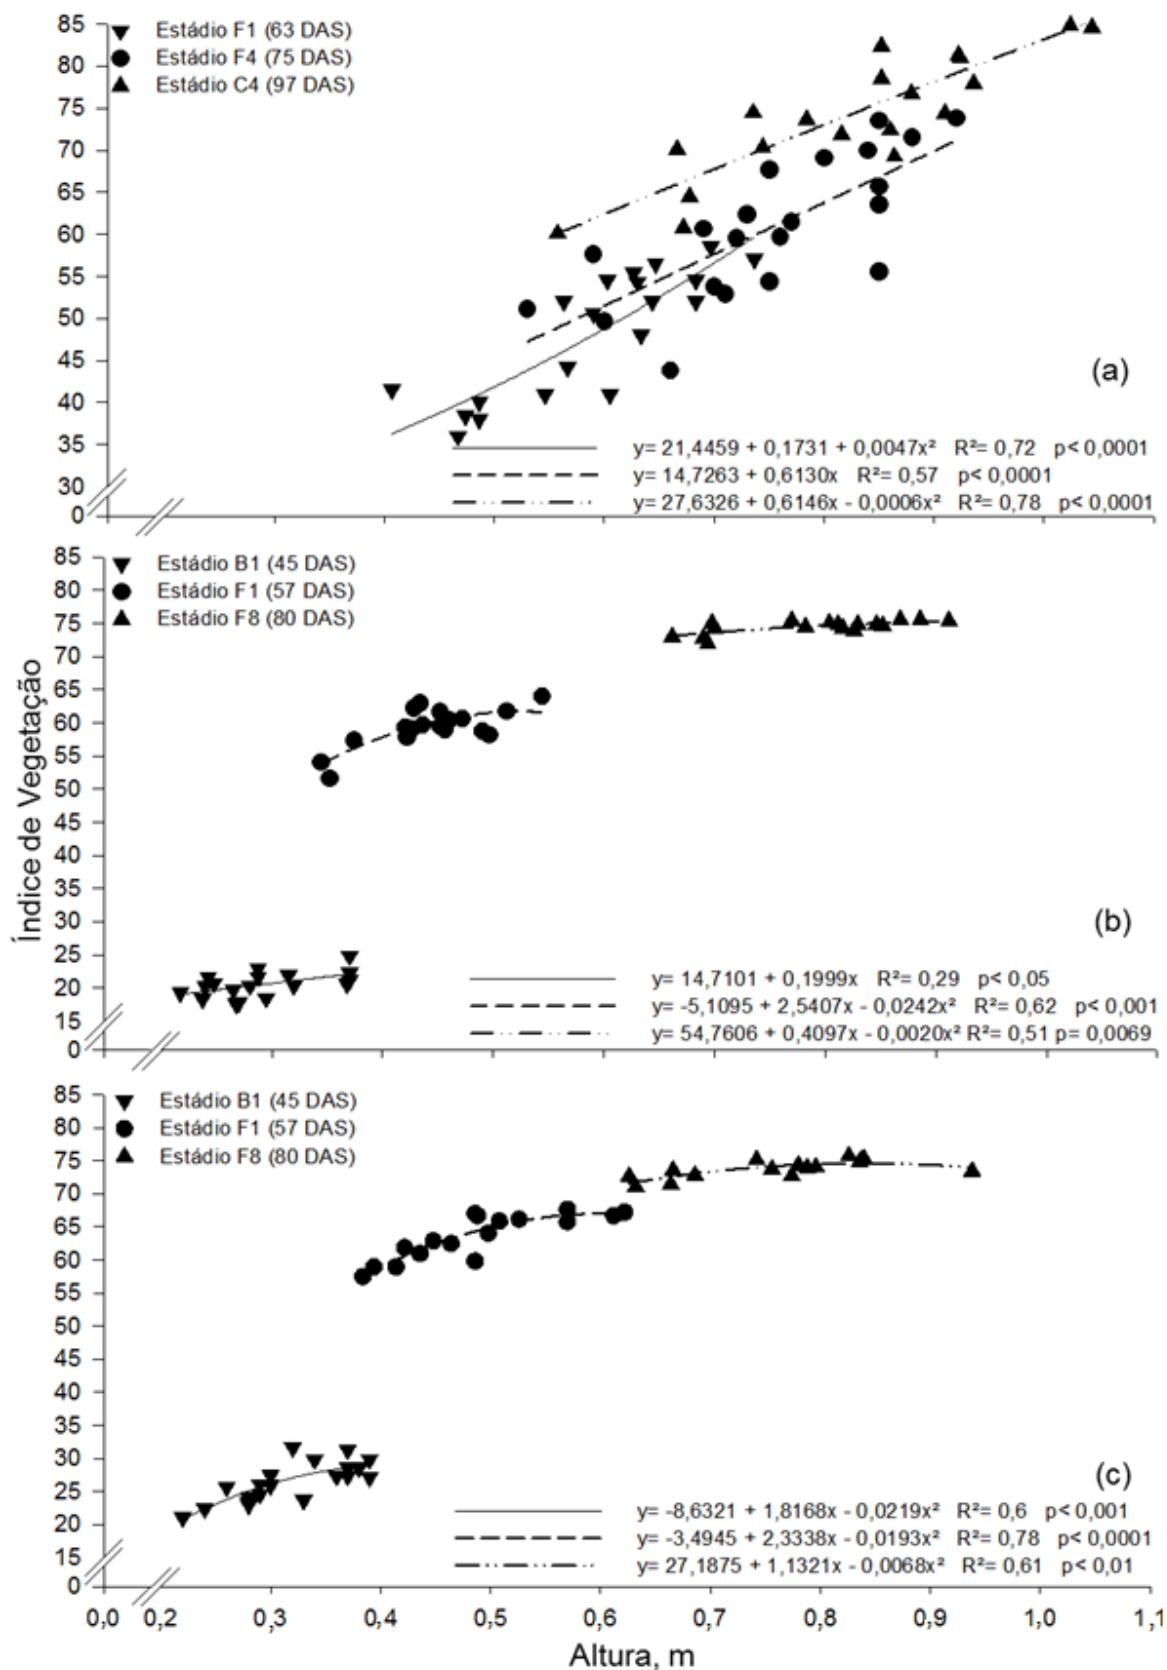 Índice de Vegetação
85
80
75
70
65
60
55
50
45
40
35
30
0
Estádio F1 (63 DAS)
Estádio F4 (75 DAS)
Estádio C4 (97 DAS)
(a)
y= 21,4459 + 0,1731 + 0,0047x² R²= 0,72 p< 0,0001
y= 14,7263 + 0,6130x R²= 0,57 p<0,0001
y= 27,6326 + 0,6146x - 0,0006x² R²= 0,78 p< 0,0001
85
80
75
70
65
60
55
50
45
40
35
30
25
20
15
0
Estádio B1 (45 DAS)
Estádio F1 (57 DAS)
Estádio F8 (80 DAS)
(b)
y= 14,7101 + 0,1999x R²= 0,29 p< 0,05
y= -5,1095 + 2,5407x - 0,0242x² R²= 0,62 p< 0,001
y= 54,7606 + 0,4097x - 0,0020x² R²= 0,51 p= 0,0069
85
80
75
70
65
60
55
50
45
40
35
30
25
20
15
0
Estádio B1 (45 DAS)
Estádio F1 (57 DAS)
Estádio F8 (80 DAS)
(c)
y= -8,6321 + 1,8168x - 0,0219x² R²= 0,6 p< 0,001
y= -3,4945 + 2,3338x - 0,0193x² R²= 0,78 p< 0,0001
y= 27,1875 + 1,1321x - 0,0068x² R²= 0,61 p< 0,01
0,0 0,2 0,3 0,4 0,5 0,6 0,7 0,8 0,9 1,0 1,1
Altura, m